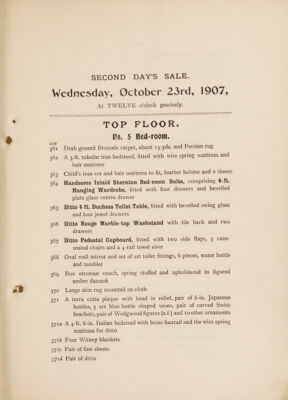 SECOND DAY'S SALE.
Wednesday, October 23rd, 1907,
At TWELVE o'clock precisely.
TOP FLOOR.
No. 5 Bed-room.
LOT
361 Drab ground Brussels carpet, about 15-yds. and Persian rug
362 A 3-ft. tubular iron bedstead, fitted with wire spring mattress and
hair mattress
363 Child's iron cot and hair mattress to fit, feather bolster and 2 sheets
364 Handsome Inlaid Sheraton Bed-room Suite, comprising 4-ft.
Hanging Wardrobe, fitted with four drawers and bevelled
plate glass centre drawer
365 Ditto 6 ft. Duchess Toilet Table, fitted with bevelled swing glass
and four jewel drawers
366 Ditto Rouge Marble-top Washstand with tile back and two
drawers
367 Ditto Pedestal Cupboard, fitted with two side flaps, 3 cane-
seated chairs and a 4-rail towel airer
368 Oval wall mirror and set of art toilet fittings, 6 pieces, water bottle
and tumbler
369 Box ottoman couch, spring stuffed and upholstered in figured
amber damask
370 Large skin rug mounted on cloth
371 A terra cotta plaque with head in relief, pair of 6-in. Japanese
bottles, 3 art blue bottle shaped vases, pair of carved Swiss
brackets, pair of Wedgwood figures (a.f.) and 10 other ornaments
371A A 4-ft. 6-in. Italian bedstead with brass footrail and the wire spring
mattress for ditto
Four Witney blankets
Pair of fine sheets
Pair of ditto